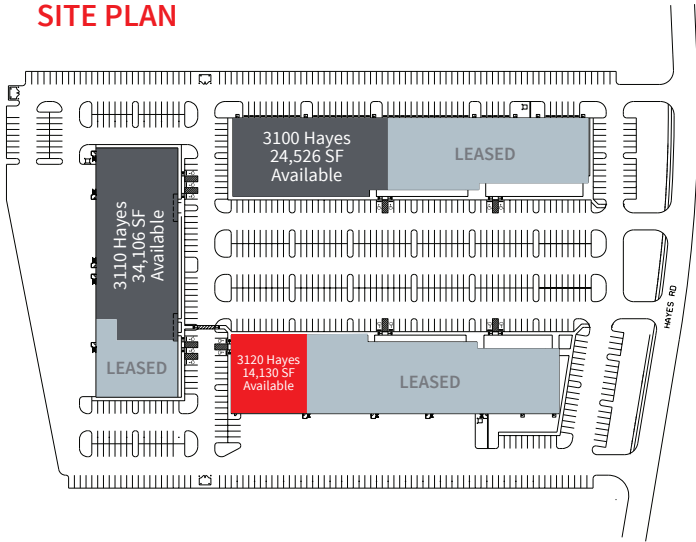 SITE PLAN
3100 Hayes
24,526 SF
Available
LEASED
3110 Hayes
34,106 SF
Available
LEASED
3120 Hayes
14,130 SF
Available
LEASED
HAYES RD